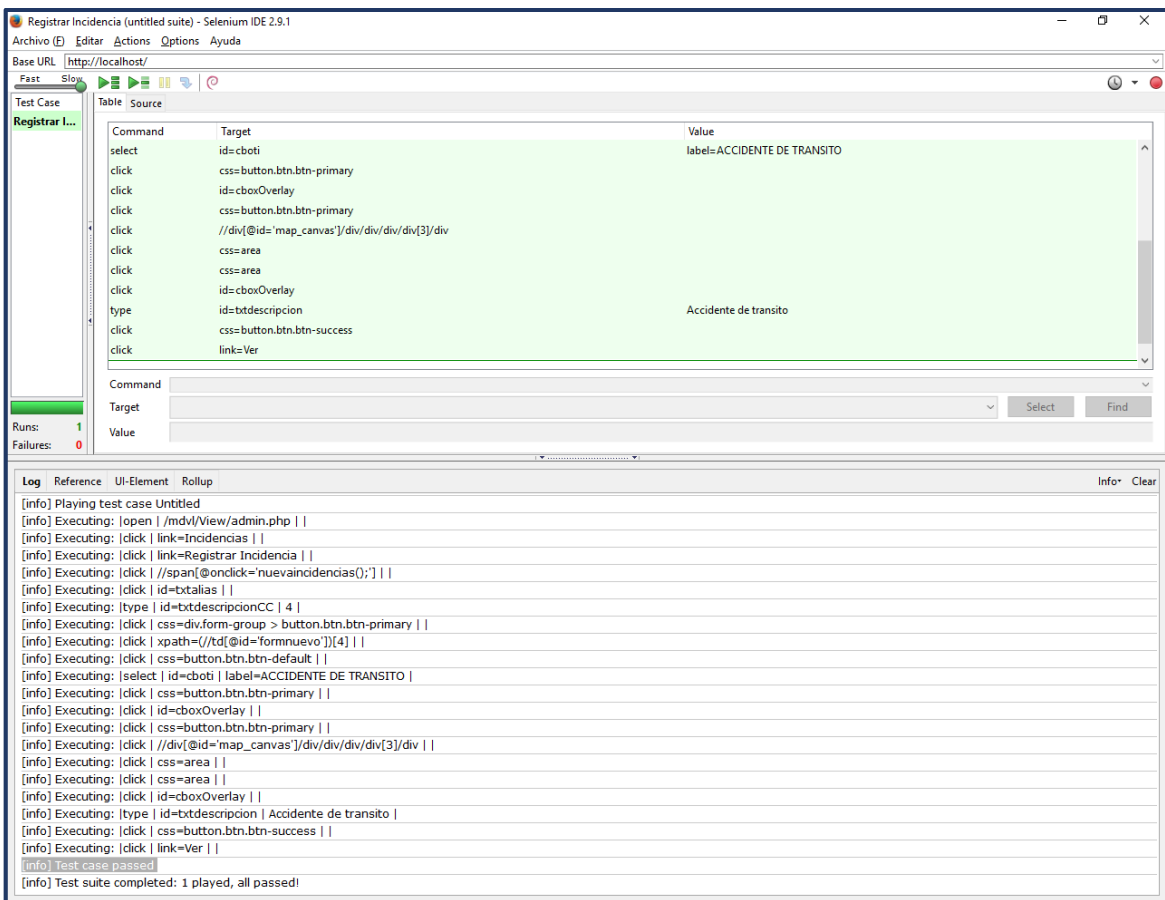 Registrar Incidencia (untitled suite) - Selenium IDE 2.9.1
Archivo (F) Editar Actions Options Ayuda
Base URL http://localhost/
Fast Slow
Test Case Table Source
Registrar I...
Command Target Value
select id=cboti label=ACCIDENTE DE TRANSITO
click css=button.btn.btn-primary
click id=cboxOverlay
click css=button.btn.btn-primary
click //div[@id='map_canvas']/div/div/div/div[3]/div
click css=area
click css=area
click id=cboxOverlay
type id=txtdescripcion Accidente de transito
click css=button.btn.btn-success
click link=Ver
Command
Target Select Find
Value
Runs: 1
Failures: 0
Log Reference UI-Element Rollup Info Clear
[info] Playing test case Untitled
[info] Executing: |open | /mdvl/View/admin.php | |
[info] Executing: |click | link=Incidencias | |
[info] Executing: |click | link=Registrar Incidencia | |
[info] Executing: |click | //span[@onclick='nuevaincidencias();'] | |
[info] Executing: |click | id=txtalias | |
[info] Executing: |type | id=txtdescripcionCC | 4 |
[info] Executing: |click | css=div.form-group > button.btn.btn-primary | |
[info] Executing: |click | xpath=(//td[@id='formnuevo'])[4] | |
[info] Executing: |click | css=button.btn.btn-default | |
[info] Executing: |select | id=cboti | label=ACCIDENTE DE TRANSITO |
[info] Executing: |click | css=button.btn.btn-primary | |
[info] Executing: |click | id=cboxOverlay | |
[info] Executing: |click | css=button.btn.btn-primary | |
[info] Executing: |click | //div[@id='map_canvas']/div/div/div/div[3]/div | |
[info] Executing: |click | css=area | |
[info] Executing: |click | css=area | |
[info] Executing: |click | id=cboxOverlay | |
[info] Executing: |type | id=txtdescripcion | Accidente de transito |
[info] Executing: |click | css=button.btn.btn-success | |
[info] Executing: |click | link=Ver | |
[info] Test case passed
[info] Test suite completed: 1 played, all passed!